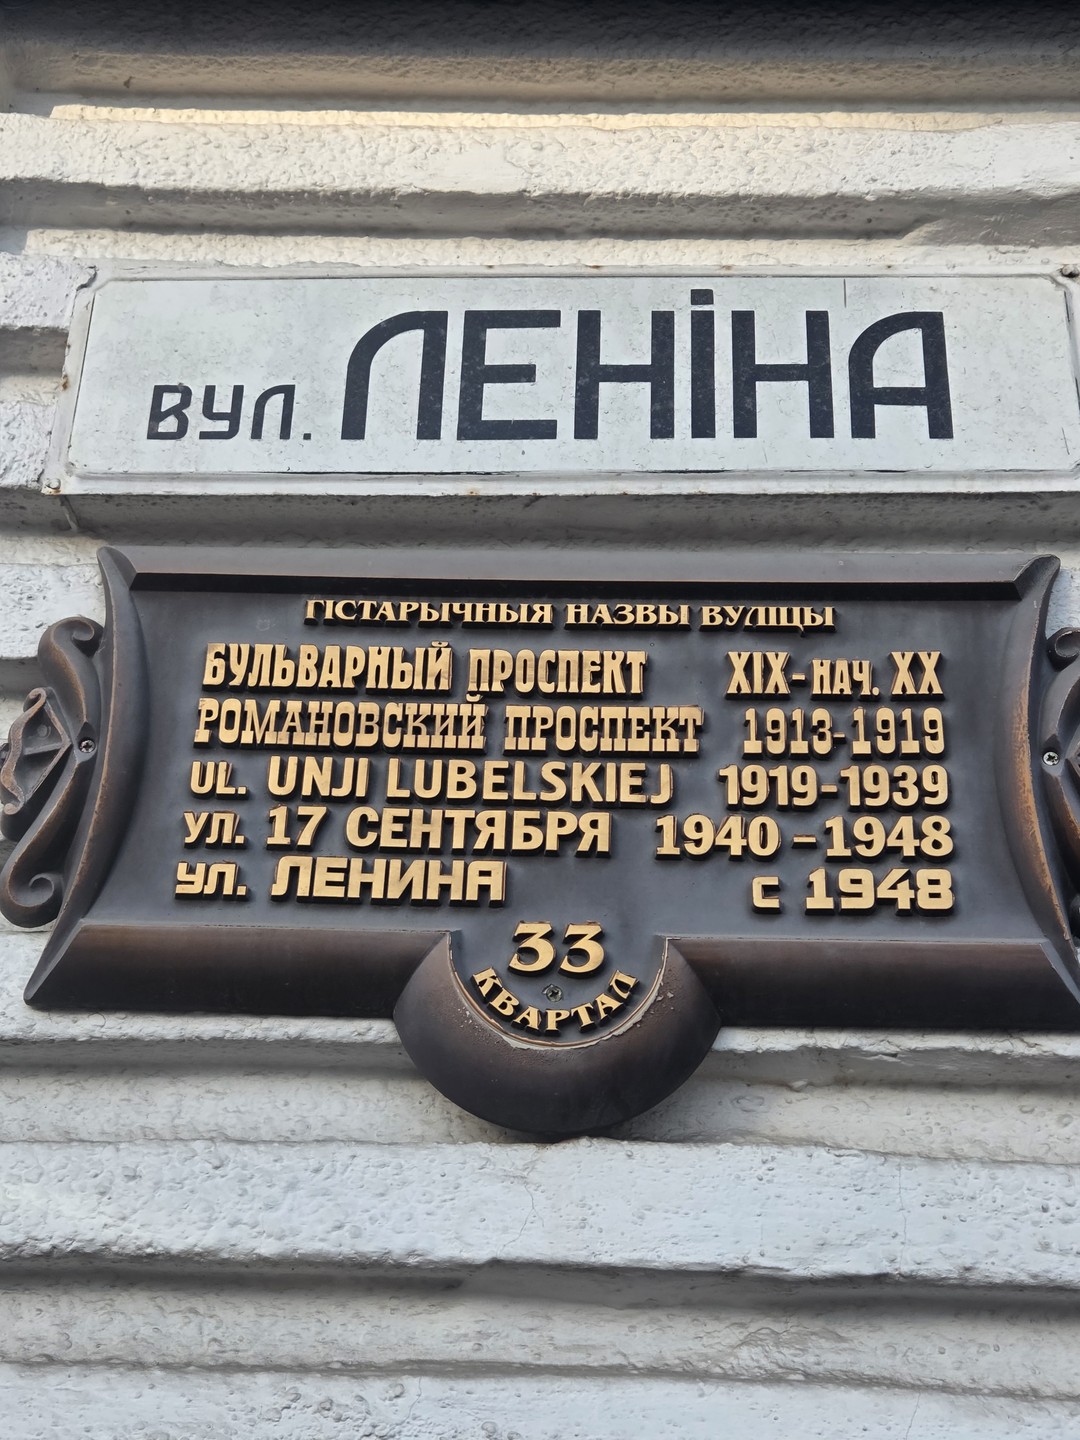 вул. ЛЕНІНА
ГІСТАРЫЧНЫЯ НАЗВЫ ВУЛІЦЫ
БУЛЬВАРНЫЙ ПРОСПЕКТ XIX-НАЧ. XX
РОМАНОВСКИЙ ПРОСПЕКТ 1913-1919
UL. UNJI LUBELSKIEJ 1919-1939
УЛ. 17 СЕНТЯБРЯ 1940-1948
УЛ. ЛЕНИНА С 1948
33
КВАРТАЛ